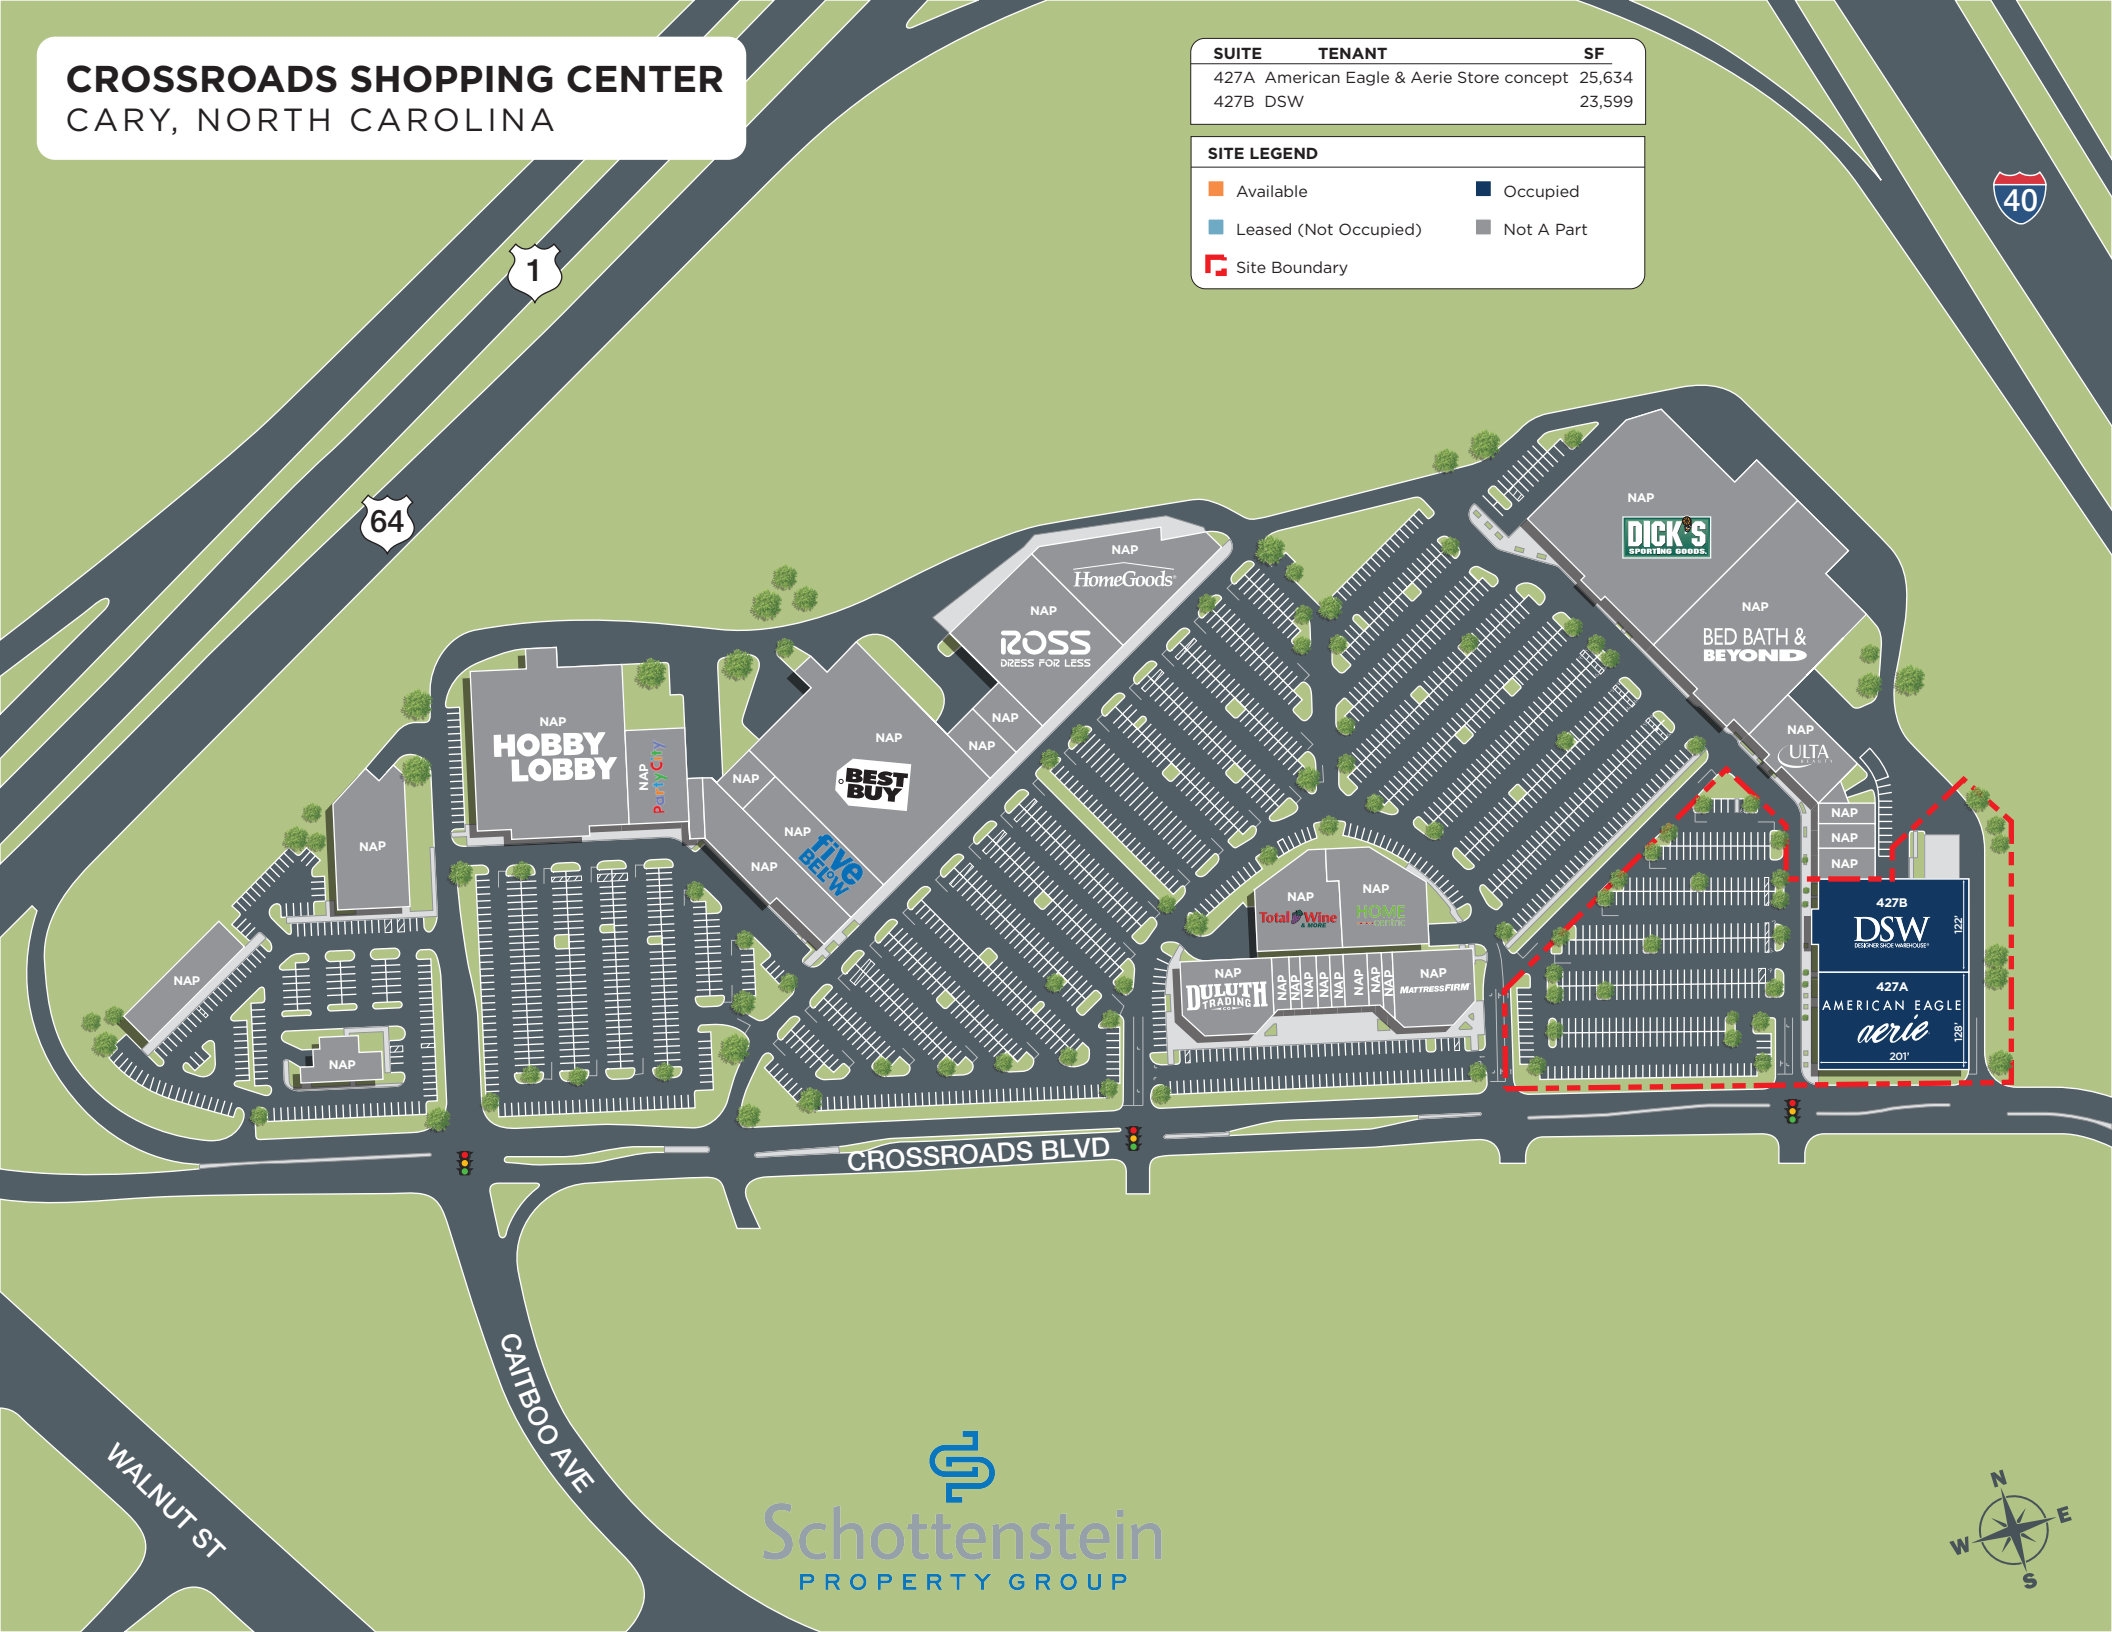 CROSSROADS SHOPPING CENTER
CARY, NORTH CAROLINA
SUITE TENANT SF
427A American Eagle & Aerie Store concept 25,634
427B DSW 23,599
SITE LEGEND
Available
Occupied
Leased (Not Occupied)
Not A Part
Site Boundary
40
1
64
NAP
DICK'S
SPORTING GOODS.
NAP
BED BATH &
BEYOND
NAP
ULTA
BEAUTY
NAP
NAP
NAP
NAP
HomeGoods
NAP
ROSS
DRESS FOR LESS
NAP
NAP
NAP
BEST
BUY
NAP
NAP
five
BELOW
NAP
NAP
HOBBY
LOBBY
NAP
Party City
NAP
NAP
NAP
NAP
Total Wine
& MORE
NAP
HOME
NAP
DULUTH
TRADING
CO
NAP
NAP
NAP
NAP
NAP
NAP
NAP
NAP
NAP
MATTRESSFIRM
427B
DSW
DESIGNER SHOE WAREHOUSE
122'
427A
AMERICAN EAGLE
aerie
128'
201'
CROSSROADS BLVD
CAITBOO AVE
WALNUT ST
Schottenstein
PROPERTY GROUP
N
E
W
S